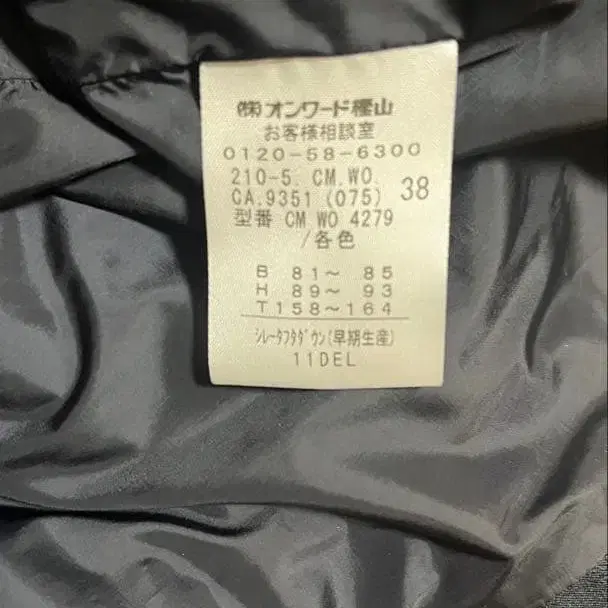 (株)オンワード樫山
お客様相談室
0120-58-6300
210-5. CM.WO.
CA.9351 (075) 38
型番 CM WO 4279
/各色
B 81～ 85
H 89～ 93
T158～164
ｼﾚｰﾀﾌﾀﾀﾞｳﾝ(早期生産)
11DEL